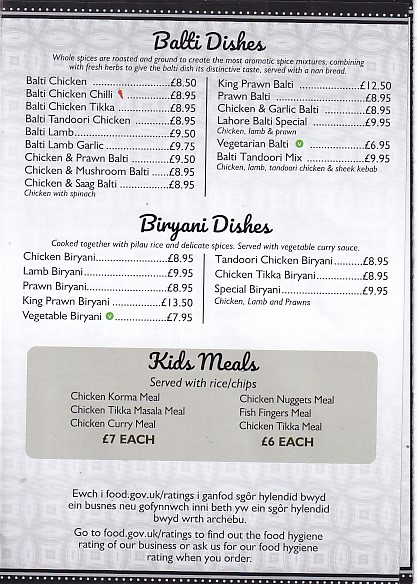 Balti Dishes
Whole spices are roasted and ground to create the most aromatic spice mixtures, combining
with fresh herbs to give the balti dish its distinctive taste, served with a nan bread.
Balti Chicken ........................£8.50
Balti Chicken Chilli ..............£8.95
Balti Chicken Tikka ................£8.95
Balti Tandoori Chicken ..........£8.95
Balti Lamb............................£9.50
Balti Lamb Garlic ..................£9.75
Chicken & Prawn Balti ..........£9.50
Chicken & Mushroom Balti ......£8.95
Chicken & Saag Balti ..............£8.95
Chicken with spinach
King Prawn Balti ..................£12.50
Prawn Balti ..........................£8.95
Chicken & Garlic Balti ............£8.95
Lahore Balti Special ..............£9.95
Chicken, lamb & prawn
Vegetarian Balti V ................£6.95
Balti Tandoori Mix ................£9.95
Chicken, lamb, tandoori chicken & sheek kebab
Biryani Dishes
Cooked together with pilau rice and delicate spices. Served with vegetable curry sauce.
Chicken Biryani......................£8.95
Lamb Biryani..........................£9.95
Prawn Biryani........................£8.95
King Prawn Biryani ..............£13.50
Vegetable Biryani V................£7.95
Tandoori Chicken Biryani........£8.95
Chicken Tikka Biryani..............£8.95
Special Biryani........................£9.95
Chicken, Lamb and Prawns
Kids Meals
Served with rice/chips
Chicken Korma Meal
Chicken Tikka Masala Meal
Chicken Curry Meal
£7 EACH
Chicken Nuggets Meal
Fish Fingers Meal
Chicken Tikka Meal
£6 EACH
Ewch i food.gov.uk/ratings i ganfod sgôr hylendid bwyd
ein busnes neu gofynnwch inni beth yw ein sgôr hylendid
bwyd wrth archebu.
Go to food.gov.uk/ratings to find out the food hygiene
rating of our business or ask us for our food hygiene
rating when you order.